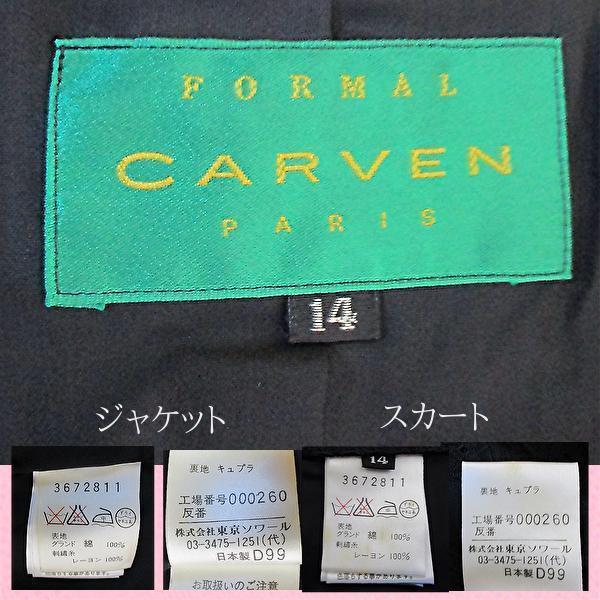 FORMAL
CARVEN
PARIS
14
ジャケット
スカート
3672811
表地
グランド 綿 100%
刺繍糸
レーヨン 100%
裏地 キュプラ
工場番号000260
反番
株式会社東京ソワール
03-3475-1251(代)
日本製 D99
お取扱いのご注意
14
3672811
表地
グランド 綿 100%
刺繍糸
レーヨン 100%
裏地 キュプラ
工場番号000260
反番
株式会社東京ソワール
03-3475-1251(代)
日本製 D99